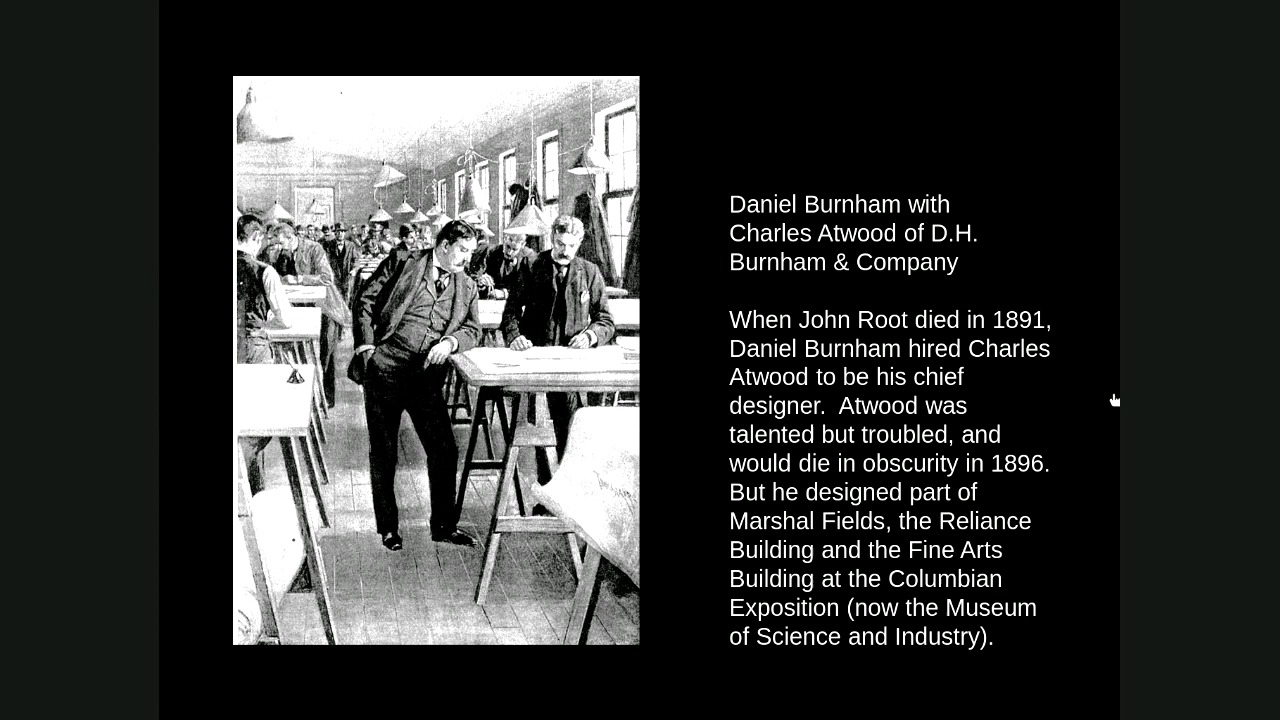 Daniel Burnham with
Charles Atwood of D.H.
Burnham & Company
When John Root died in 1891,
Daniel Burnham hired Charles
Atwood to be his chief
designer.  Atwood was
talented but troubled, and
would die in obscurity in 1896.
But he designed part of
Marshal Fields, the Reliance
Building and the Fine Arts
Building at the Columbian
Exposition (now the Museum
of Science and Industry).